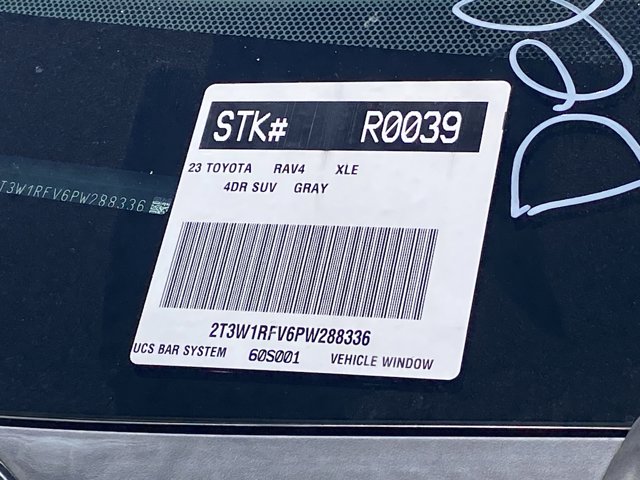 STK# R0039
23 TOYOTA RAV4 XLE
4DR SUV GRAY
T3W1RFV6PW288336
2T3W1RFV6PW288336
UCS BAR SYSTEM 60S001 VEHICLE WINDOW